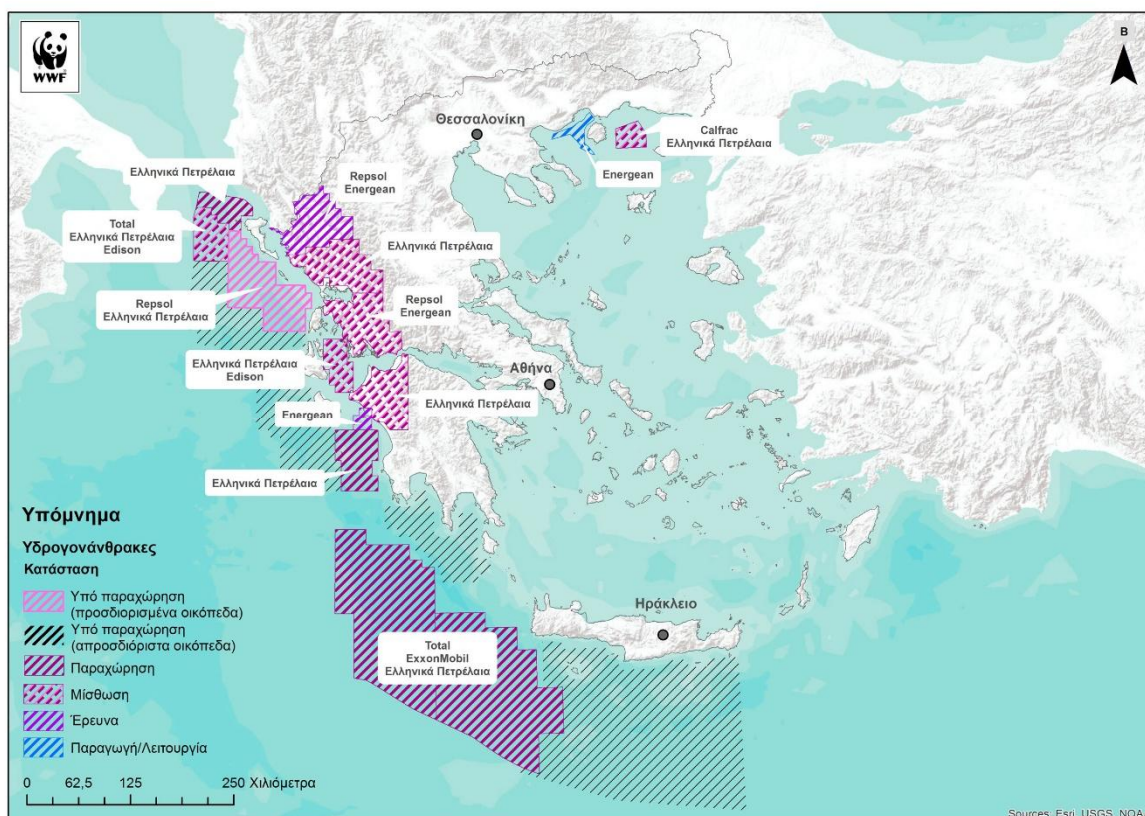 WWF
Β
Θεσσαλονίκη
Calfrac
Ελληνικά Πετρέλαια
Energean
Ελληνικά Πετρέλαια
Repsol
Energean
Total
Ελληνικά Πετρέλαια
Edison
Ελληνικά Πετρέλαια
Repsol
Ελληνικά Πετρέλαια
Repsol
Energean
Ελληνικά Πετρέλαια
Edison
Αθήνα
Ελληνικά Πετρέλαια
Energean
Ελληνικά Πετρέλαια
Ηράκλειο
Total
ExxonMobil
Ελληνικά Πετρέλαια
Υπόμνημα
Υδρογονάνθρακες
Κατάσταση
Υπό παραχώρηση
(προσδιορισμένα οικόπεδα)
Υπό παραχώρηση
(απροσδιόριστα οικόπεδα)
Παραχώρηση
Μίσθωση
Έρευνα
Παραγωγή/Λειτουργία
0 62,5 125 250 Χιλιόμετρα
Sources: Esri, USGS, NOA